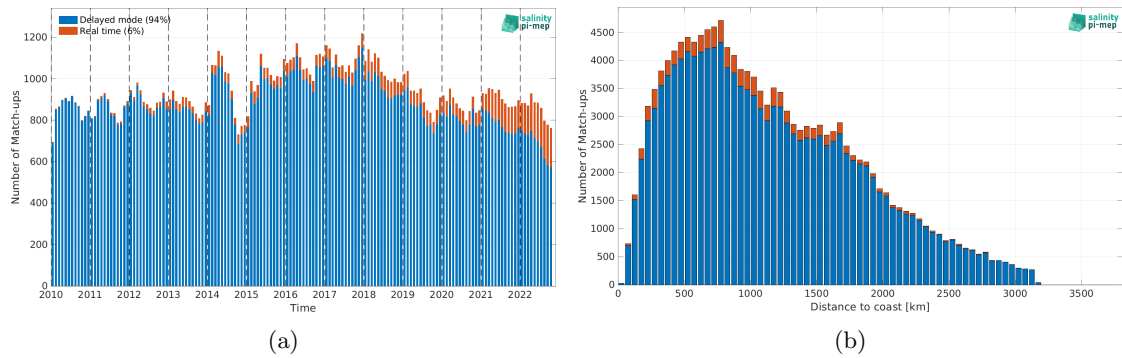 Delayed mode (94%)
Real time (6%)
salinity
pi-mep
Number of Match-ups
1200
1000
800
600
400
200
0
2010 2011 2012 2013 2014 2015 2016 2017 2018 2019 2020 2021 2022
Time
(a)
salinity
pi-mep
Number of Match-ups
4500
4000
3500
3000
2500
2000
1500
1000
500
0
0 500 1000 1500 2000 2500 3000 3500
Distance to coast [km]
(b)